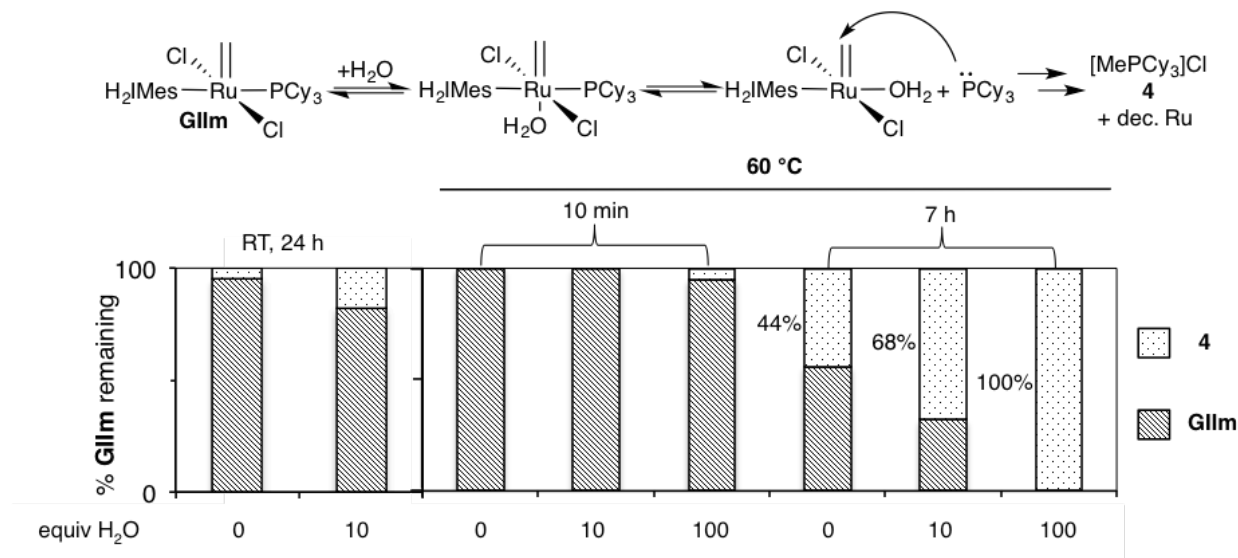 Cl
H₂IMes
Ru
PCy₃
GIIm
Cl
+H₂O
Cl
H₂IMes
Ru
PCy₃
H₂O
Cl
Cl
H₂IMes
Ru
OH₂ + PCy₃
Cl
[MePCy₃]Cl
4
+ dec. Ru
60 °C
10 min
7 h
RT, 24 h
100
0
% GIIm remaining
44%
68%
100%
4
GIIm
equiv H₂O 0 10 0 10 100 0 10 100